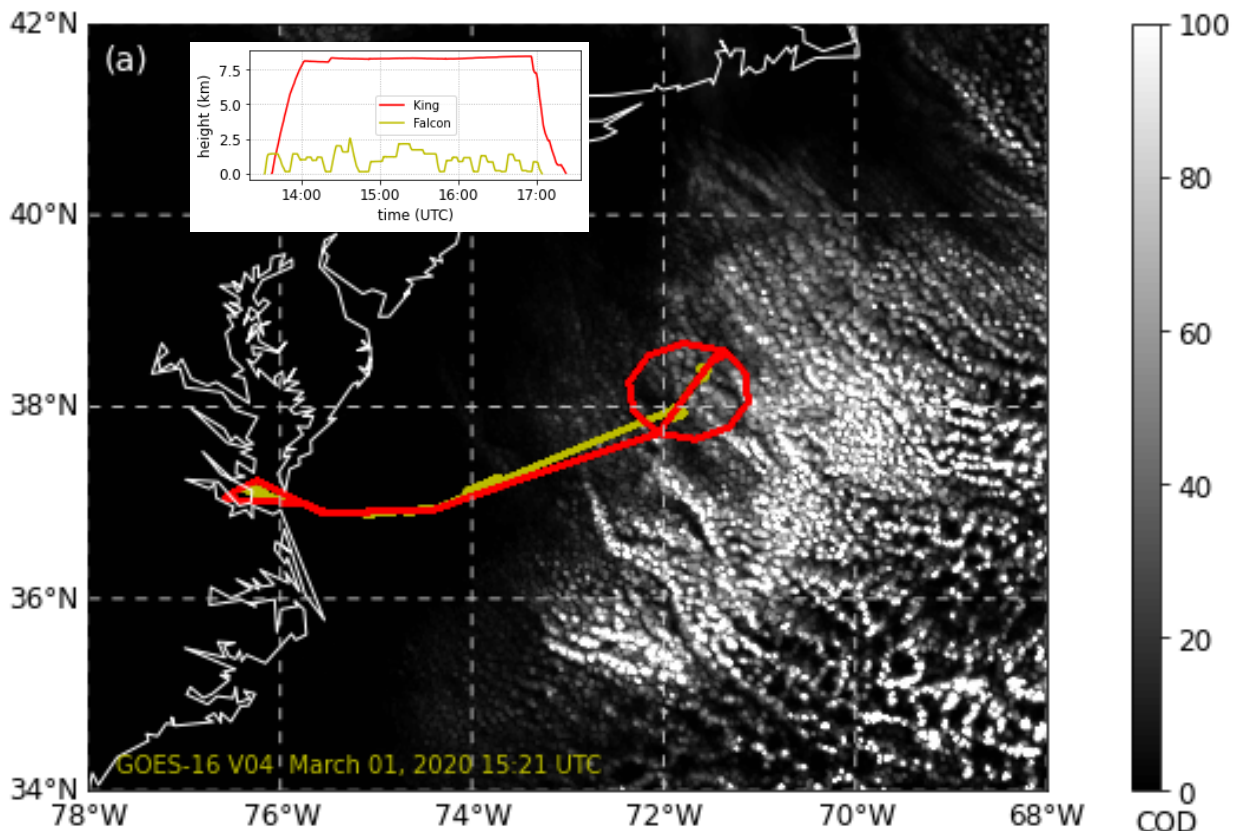 42°N
40°N
38°N
36°N
34°N
(a)
7.5
5.0
2.5
0.0
height (km)
King
Falcon
14:00 15:00 16:00 17:00
time (UTC)
GOES-16 V04 March 01, 2020 15:21 UTC
78°W 76°W 74°W 72°W 70°W 68°W
100
80
60
40
20
0
COD